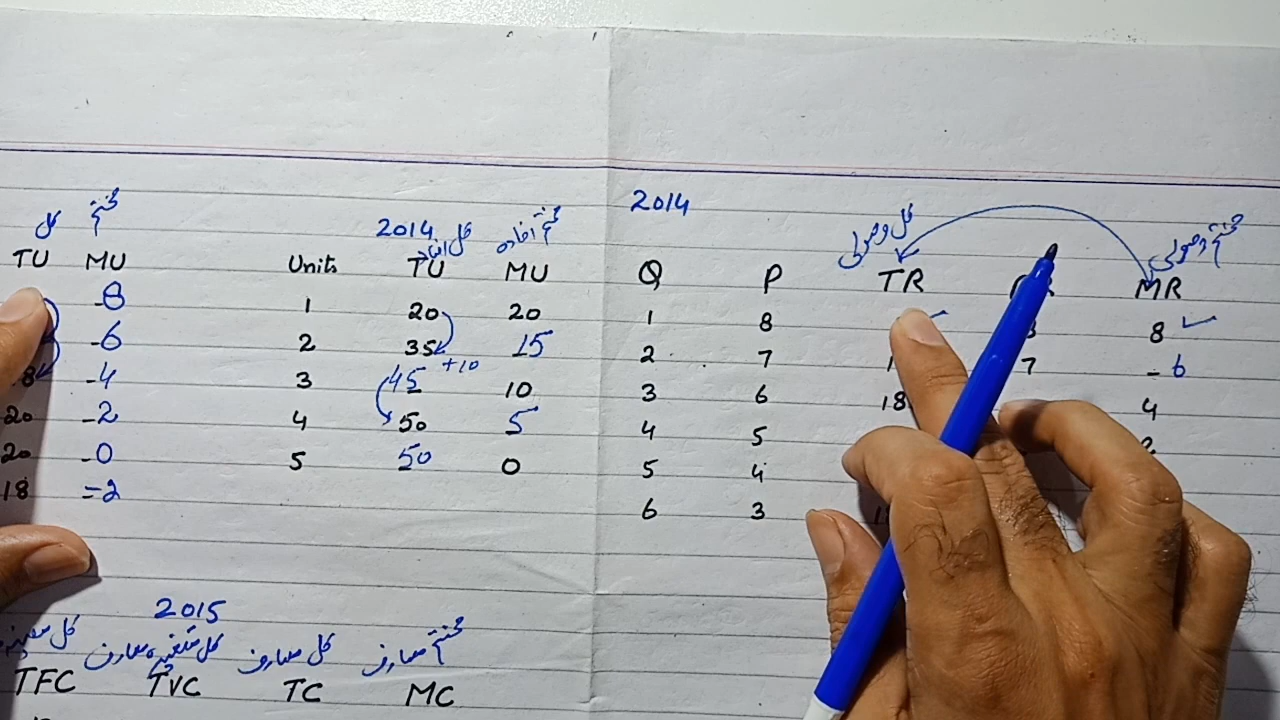 2014
2014
کل مختتم کل افادہ مختتم افادہ کل وصولی مختتم وصولی
TU MU Units TU MU Q P TR MR
8 1 20 20 1 8 8
6 2 35 15 2 7 7 6
+10
8 4 3 45 10 3 6 18 4
20 2 4 50 5 4 5
20 0 5 50 0 5 4
18 -2 6 3
2015
کل متغیرہ مصارف کل مصارف مختتم مصارف
TFC TVC TC MC